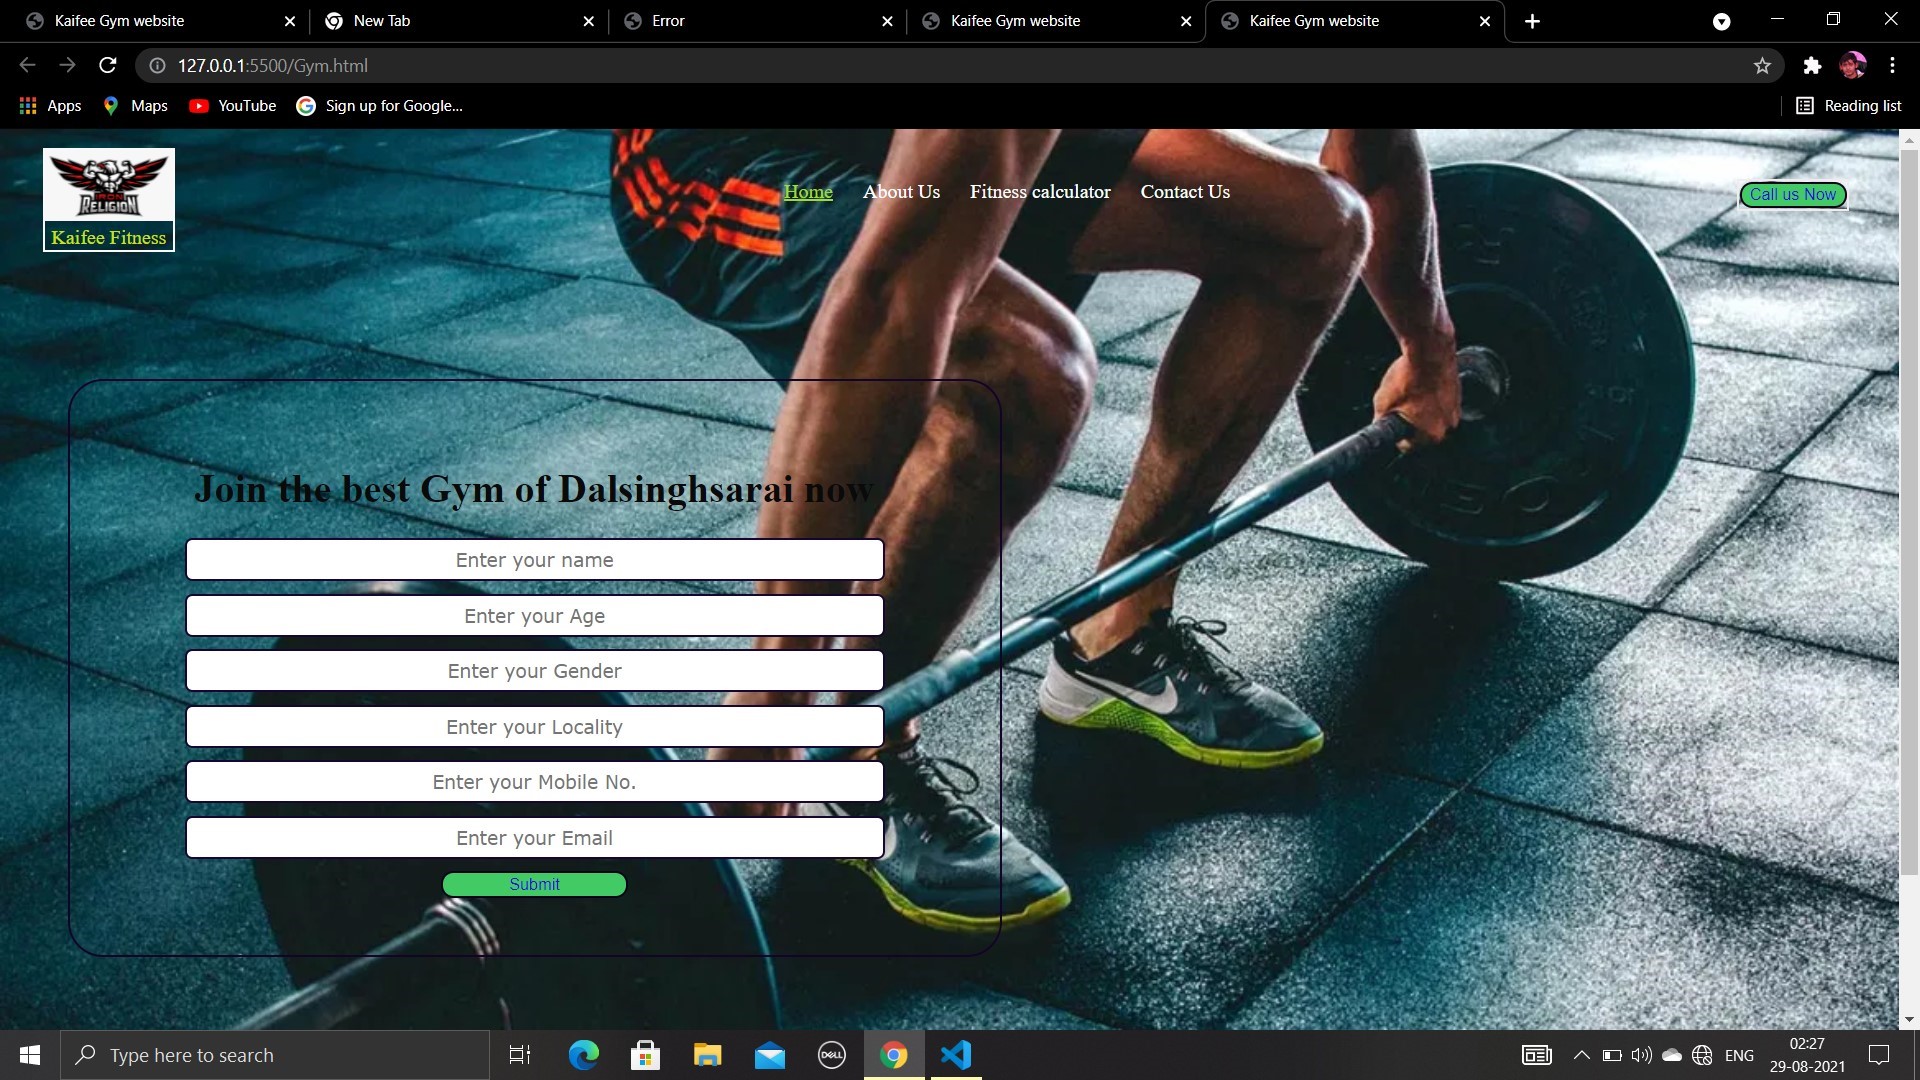 Kaifee Gym website
New Tab
Error
Kaifee Gym website
Kaifee Gym website
127.0.0.1:5500/Gym.html
Apps
Maps
YouTube
Sign up for Google...
Reading list
IRON
RELIGION
Kaifee Fitness
Home
About Us
Fitness calculator
Contact Us
Call us Now
Join the best Gym of Dalsinghsarai now
Enter your name
Enter your Age
Enter your Gender
Enter your Locality
Enter your Mobile No.
Enter your Email
Submit
Type here to search
DELL
ENG
02:27
29-08-2021